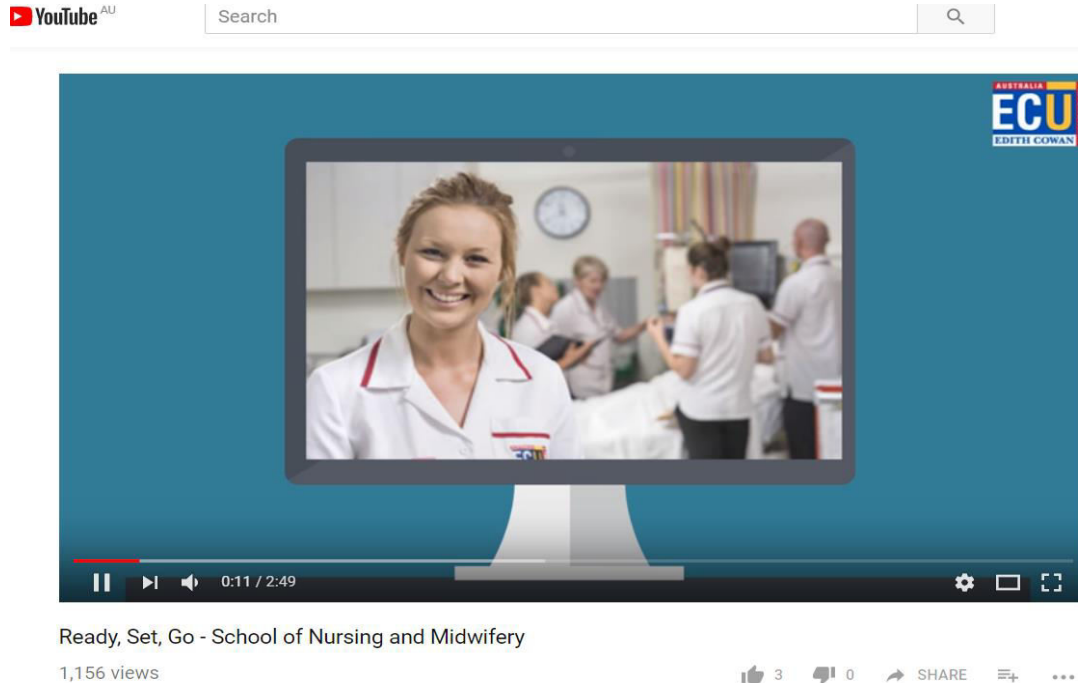 YouTube AU
Search
AUSTRALIA
ECU
EDITH COWAN
ECU
0:11 / 2:49
Ready, Set, Go - School of Nursing and Midwifery
1,156 views
3 0 SHARE